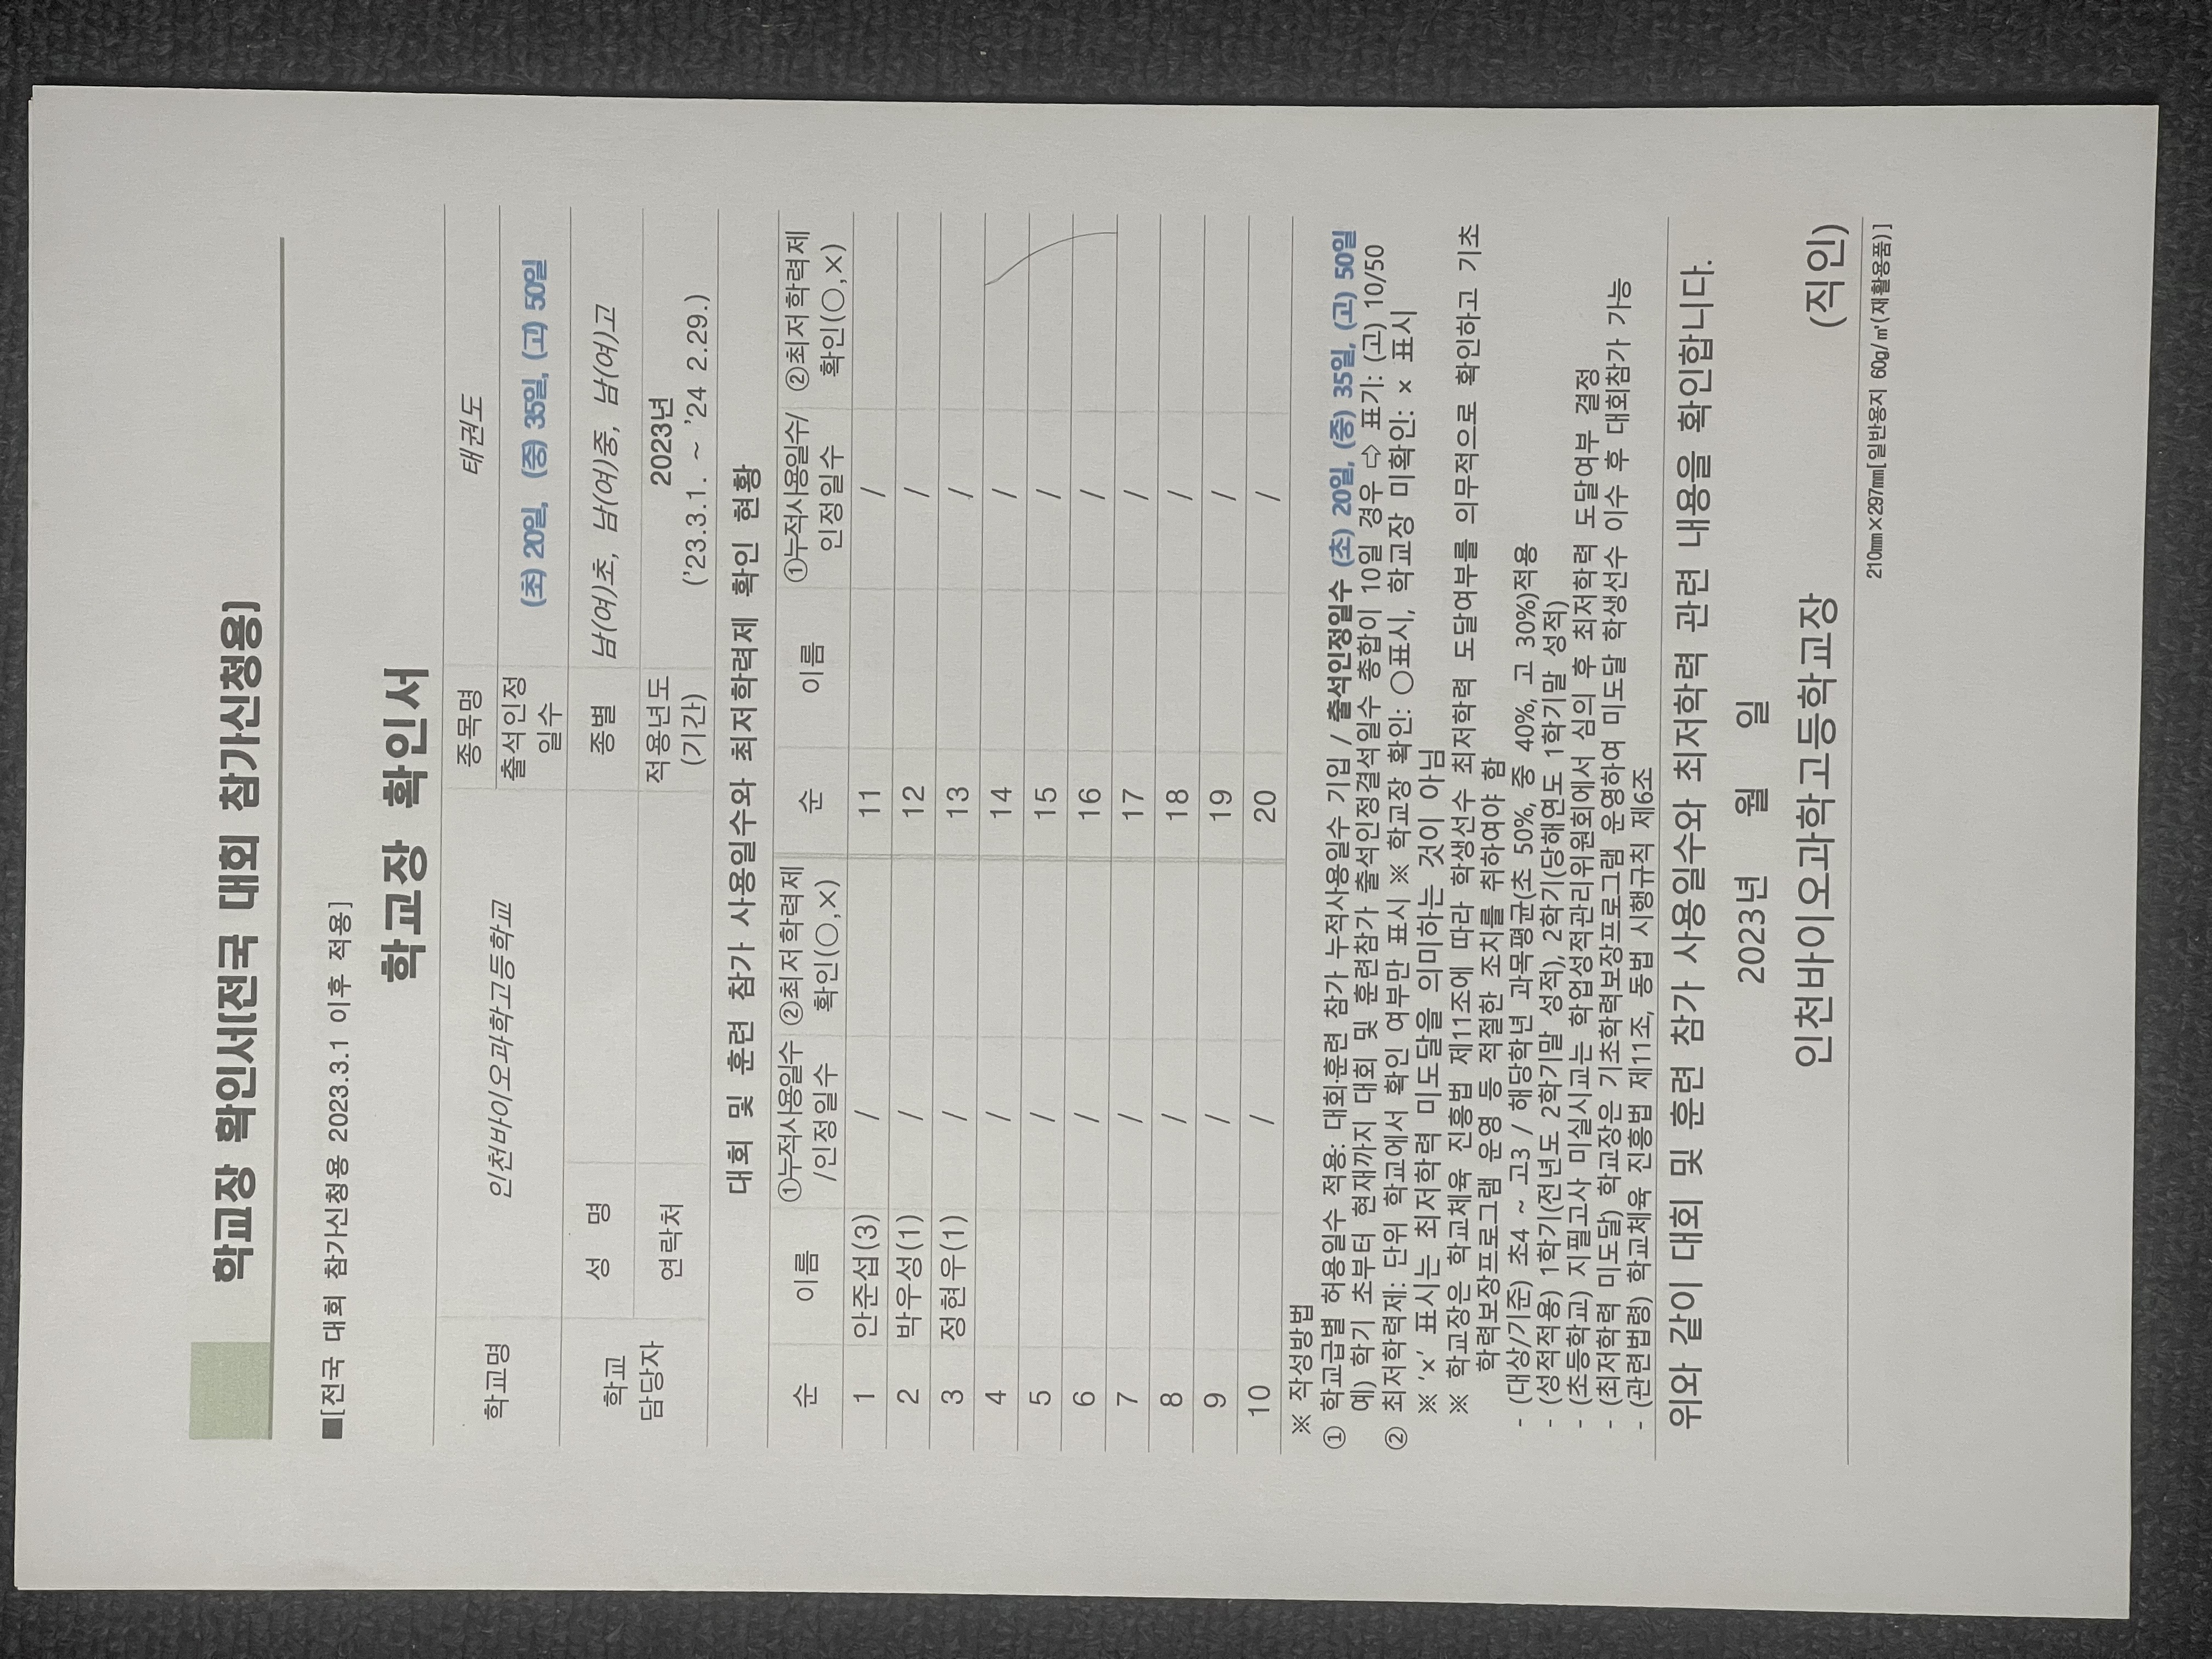 학교장 확인서[전국 대회 참가신청용]
■[전국 대회 참가신청용 2023.3.1 이후 적용]
학교장 확인서
학교명 인천바이오과학고등학교 종목명 태권도
출석인정 일수 (초) 20일, (중) 35일, (고) 50일
학교 담당자 성 명 종별 남(여)초, 남(여)중, 남(여)고
연락처 적용년도 (기간) 2023년 ('23.3.1. ~ '24 2.29.)
대회 및 훈련 참가 사용일수와 최저학력제 확인 현황
순 이름 ①누적사용일수/인정일수 ②최저학력제 확인(○,×) 순 이름 ①누적사용일수/인정일수 ②최저학력제 확인(○,×)
1 안준섭(3) / 11 /
2 박우성(1) / 12 /
3 정현우(1) / 13 /
4 / 14 /
5 / 15 /
6 / 16 /
7 / 17 /
8 / 18 /
9 / 19 /
10 / 20 /
※ 작성방법
① 학교급별 허용일수 적용: 대회·훈련 참가 누적사용일수 기입 / 출석인정일수 (초) 20일, (중) 35일, (고) 50일
예) 학기 초부터 현재까지 대회 및 훈련참가 출석인정결석일수 총합이 10일 경우 ⇨ 표기: (고) 10/50
② 최저학력제: 단위 학교에서 확인 여부만 표시 ※ 학교장 확인: ○표시, 학교장 미확인: × 표시
※ 'x' 표시는 최저학력 미도달을 의미하는 것이 아님
※ 학교장은 학교체육 진흥법 제11조에 따라 학생선수 최저학력 도달여부를 의무적으로 확인하고 기초
학력보장프로그램 운영 등 적절한 조치를 취하여야 함
- (대상/기준) 초4 ~ 고3 / 해당학년 과목평균(초 50%, 중 40%, 고 30%)적용
- (성적적용) 1학기(전년도 2학기말 성적), 2학기(당해연도 1학기말 성적)
- (초등학교) 지필고사 미실시교는 학업성적관리위원회에서 심의 후 최저학력 도달여부 결정
- (최저학력 미도달) 학교장은 기초학력보장프로그램 운영하여 미도달 학생선수 이수 후 대회참가 가능
- (관련법령) 학교체육 진흥법 제11조, 동법 시행규칙 제6조
위와 같이 대회 및 훈련 참가 사용일수와 최저학력 관련 내용을 확인합니다.
2023년 월 일
인천바이오과학고등학교장 (직인)
210㎜×297㎜[일반용지 60g/㎡(재활용품)]